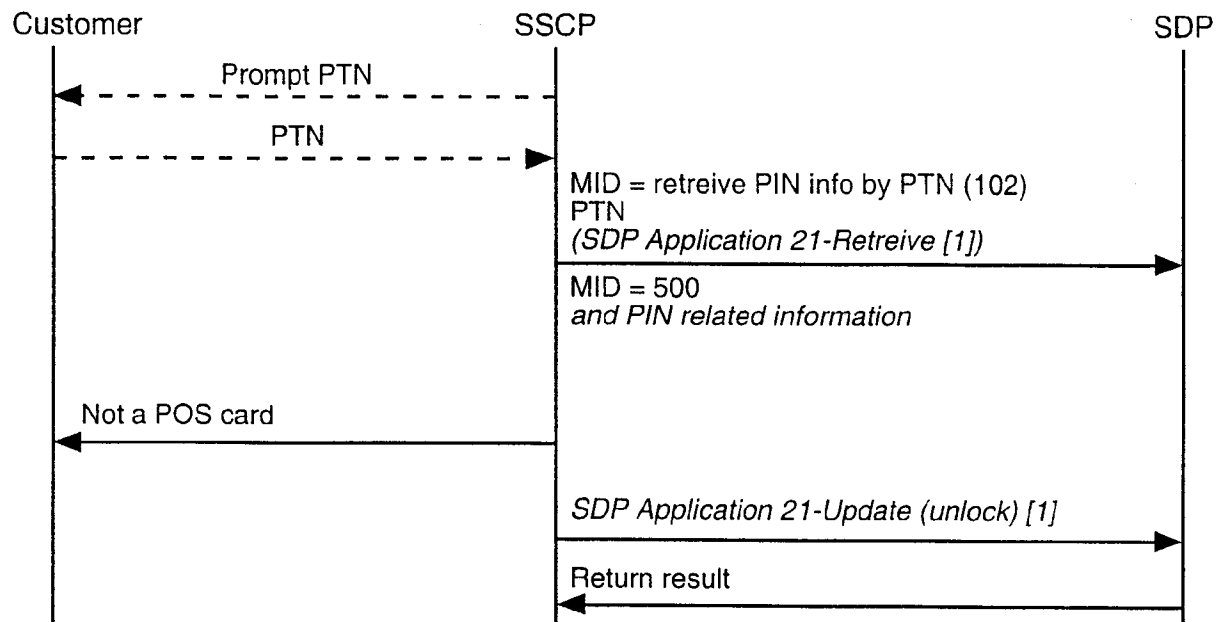 Customer
SSCP
SDP
Prompt PTN
PTN
MID = retreive PIN info by PTN (102)
PTN
(SDP Application 21-Retreive [1])
MID = 500
and PIN related information
Not a POS card
SDP Application 21-Update (unlock) [1]
Return result